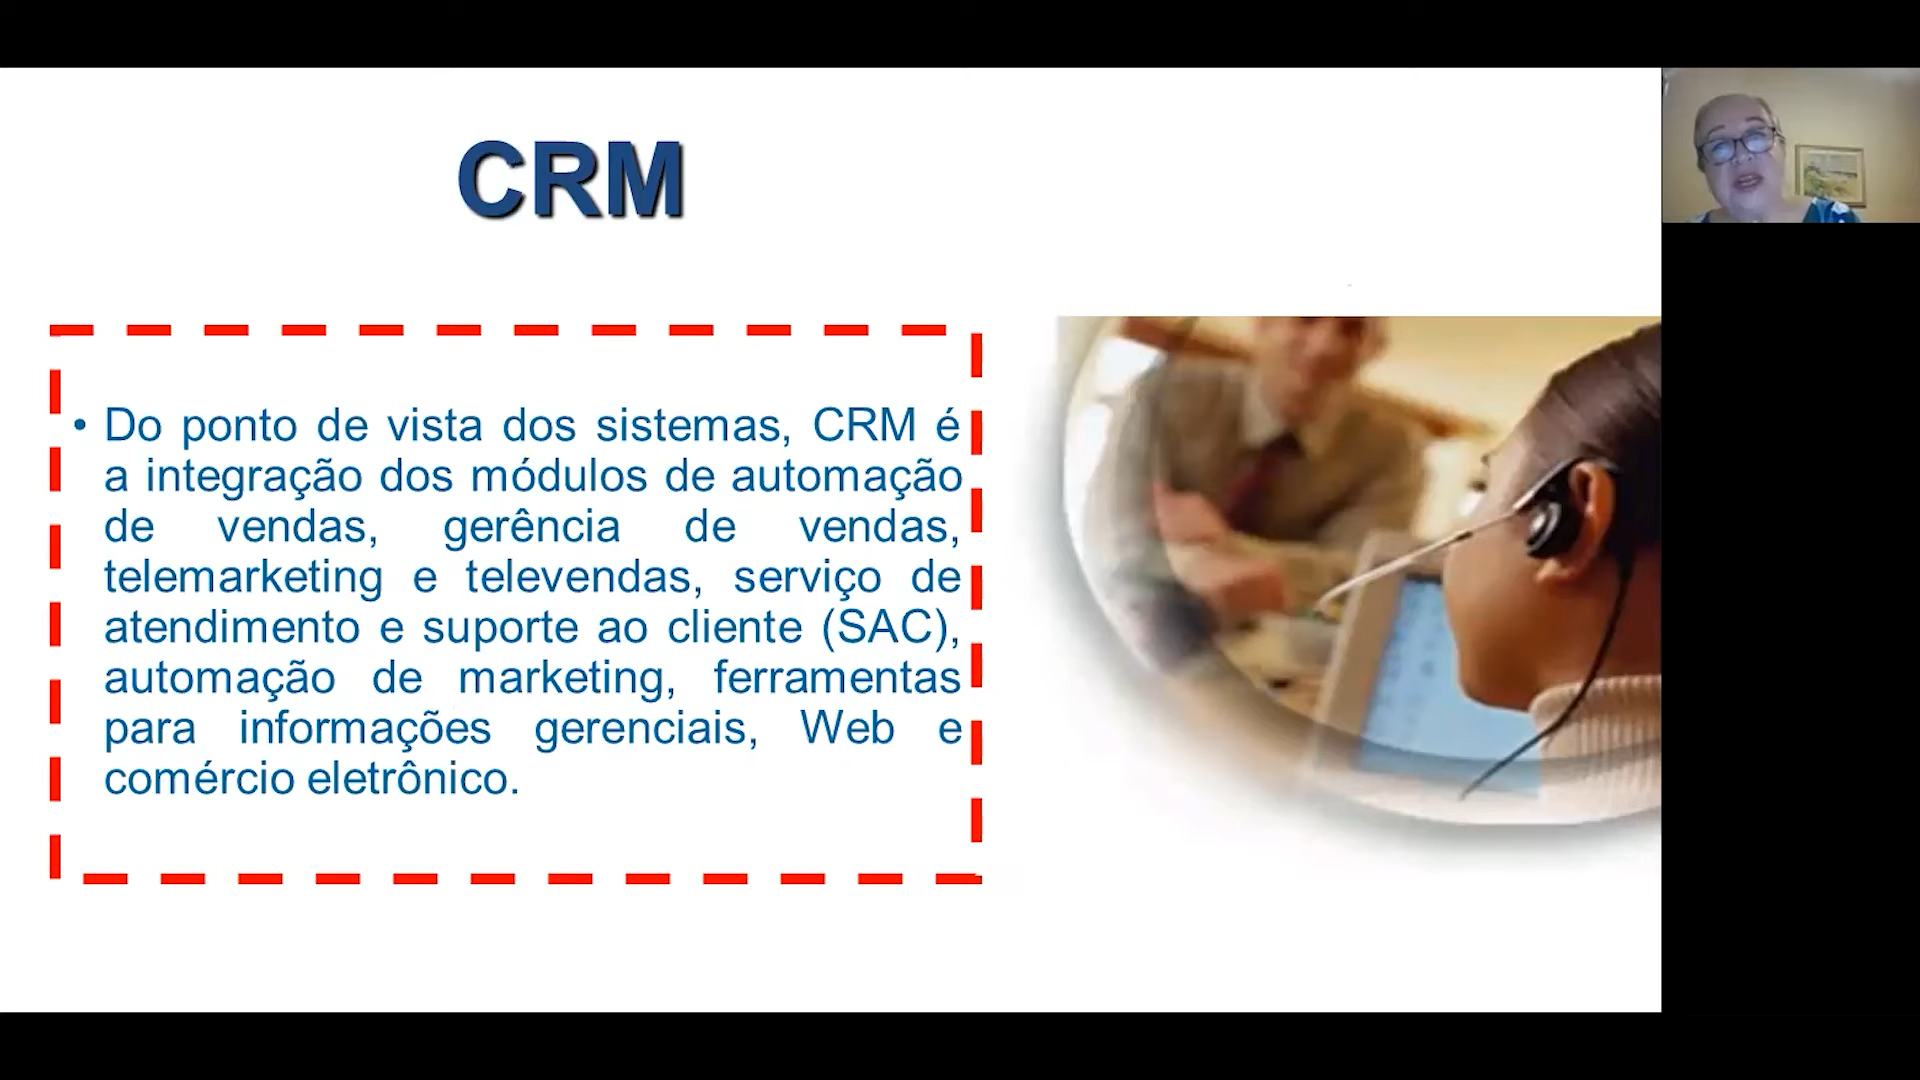 CRM
• Do ponto de vista dos sistemas, CRM é
a integração dos módulos de automação
de vendas, gerência de vendas,
telemarketing e televendas, serviço de
atendimento e suporte ao cliente (SAC),
automação de marketing, ferramentas
para informações gerenciais, Web e
comércio eletrônico.